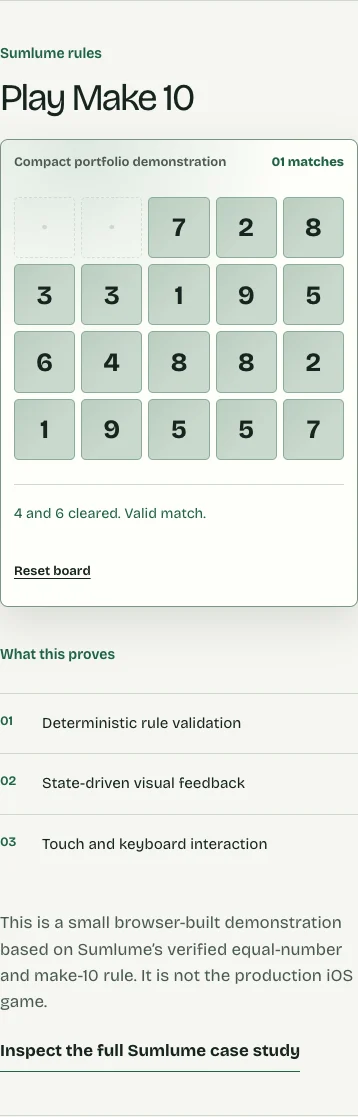 Sumlume rules
Play Make 10
Compact portfolio demonstration 01 matches
7 2 8
3 3 1 9 5
6 4 8 8 2
1 9 5 5 7
4 and 6 cleared. Valid match.
Reset board
What this proves
01 Deterministic rule validation
02 State-driven visual feedback
03 Touch and keyboard interaction
This is a small browser-built demonstration
based on Sumlume's verified equal-number
and make-10 rule. It is not the production iOS
game.
Inspect the full Sumlume case study